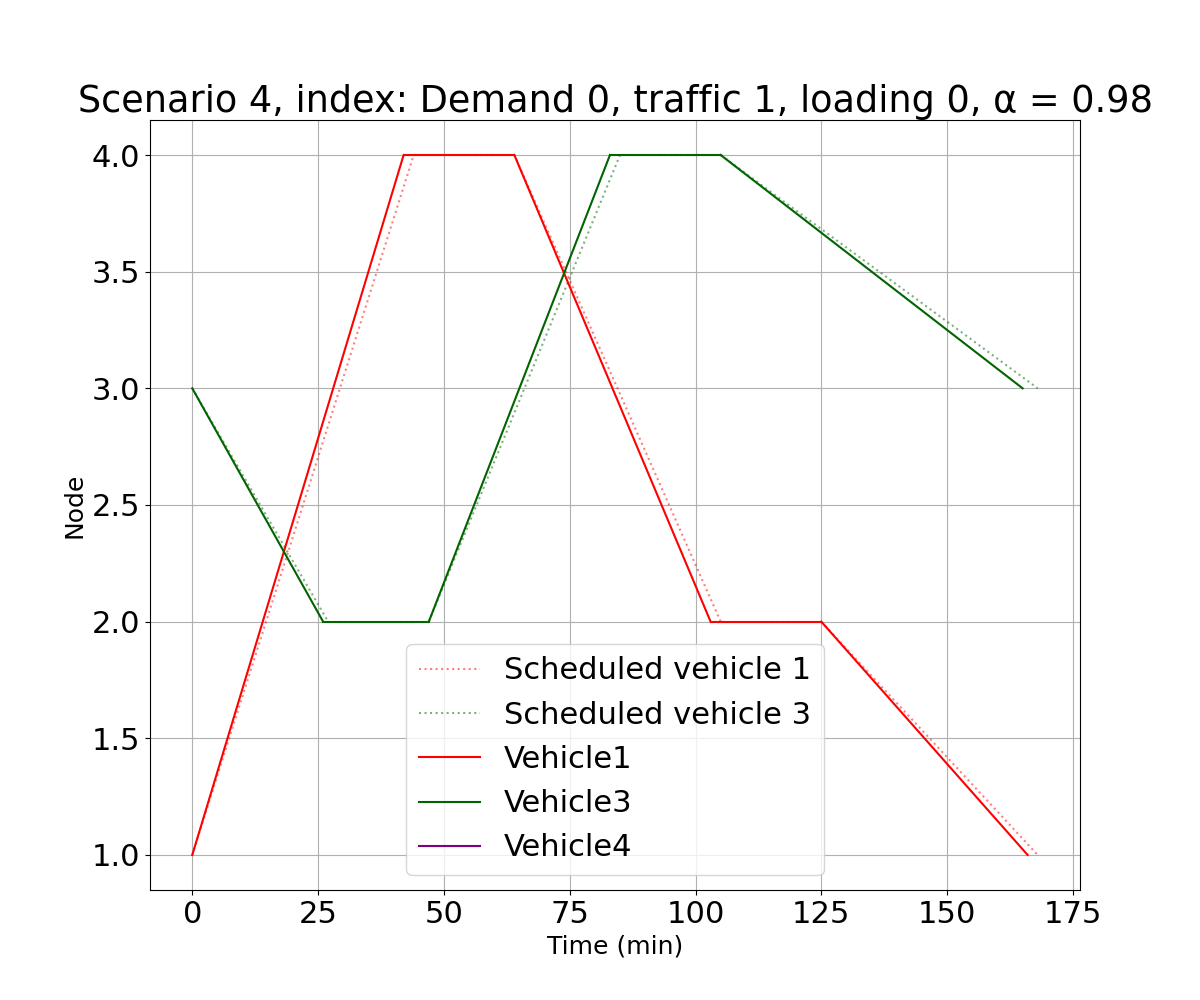 Scenario 4, index: Demand 0, traffic 1, loading 0, α = 0.98
4.0
3.5
3.0
2.5
2.0
1.5
1.0
Node
Scheduled vehicle 1
Scheduled vehicle 3
Vehicle1
Vehicle3
Vehicle4
0 25 50 75 100 125 150 175
Time (min)